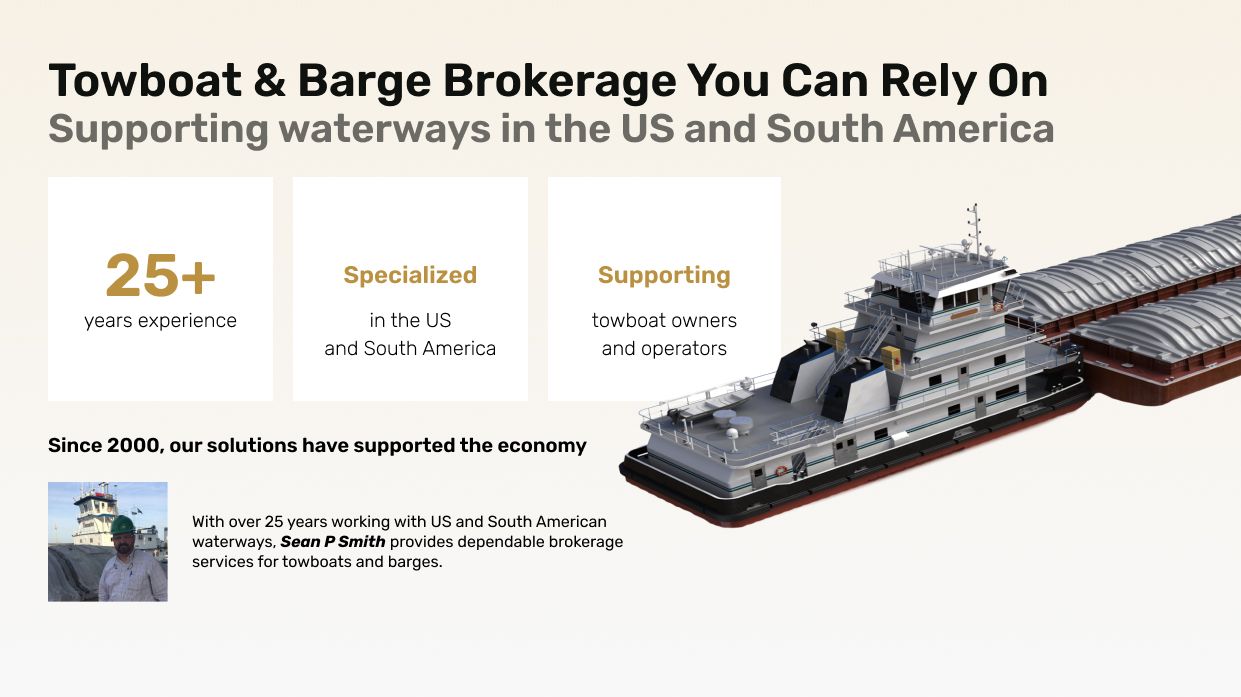 Towboat & Barge Brokerage You Can Rely On
Supporting waterways in the US and South America
25+
years experience
Specialized
in the US
and South America
Supporting
towboat owners
and operators
Since 2000, our solutions have supported the economy
With over 25 years working with US and South American
waterways, Sean P Smith provides dependable brokerage
services for towboats and barges.